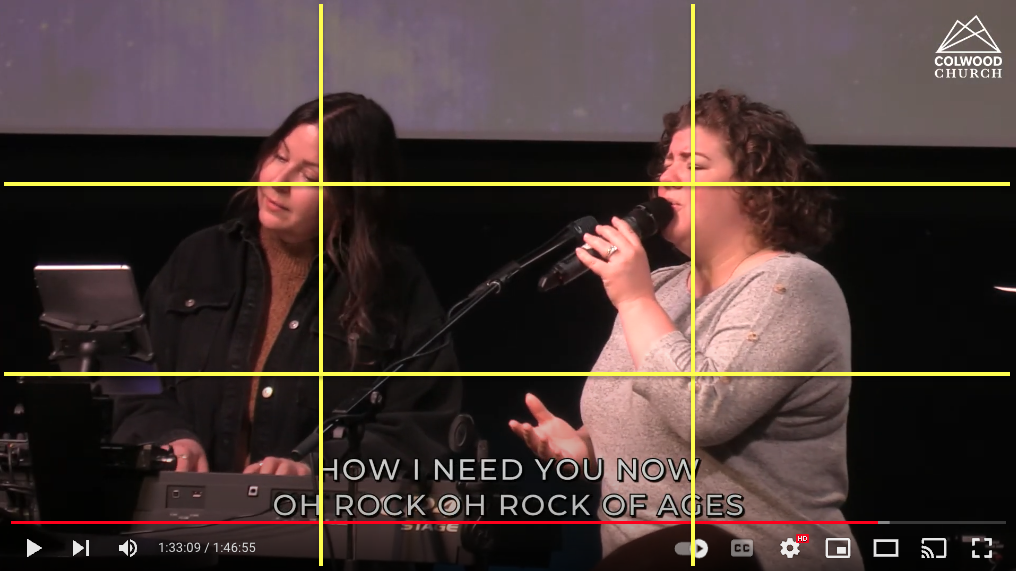 COLWOOD
CHURCH
HOW I NEED YOU NOW
OH ROCK OH ROCK OF AGES
STAGE
1:33:09 / 1:46:55
CC
HD